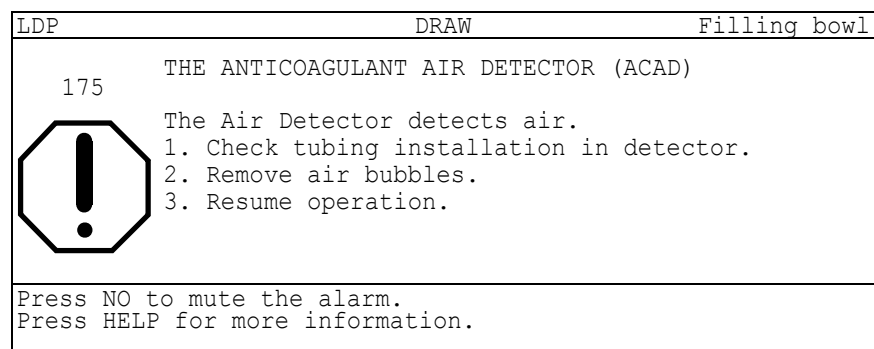 LDP DRAW Filling bowl
175
THE ANTICOAGULANT AIR DETECTOR (ACAD)
The Air Detector detects air.
1. Check tubing installation in detector.
2. Remove air bubbles.
3. Resume operation.
!
Press NO to mute the alarm.
Press HELP for more information.